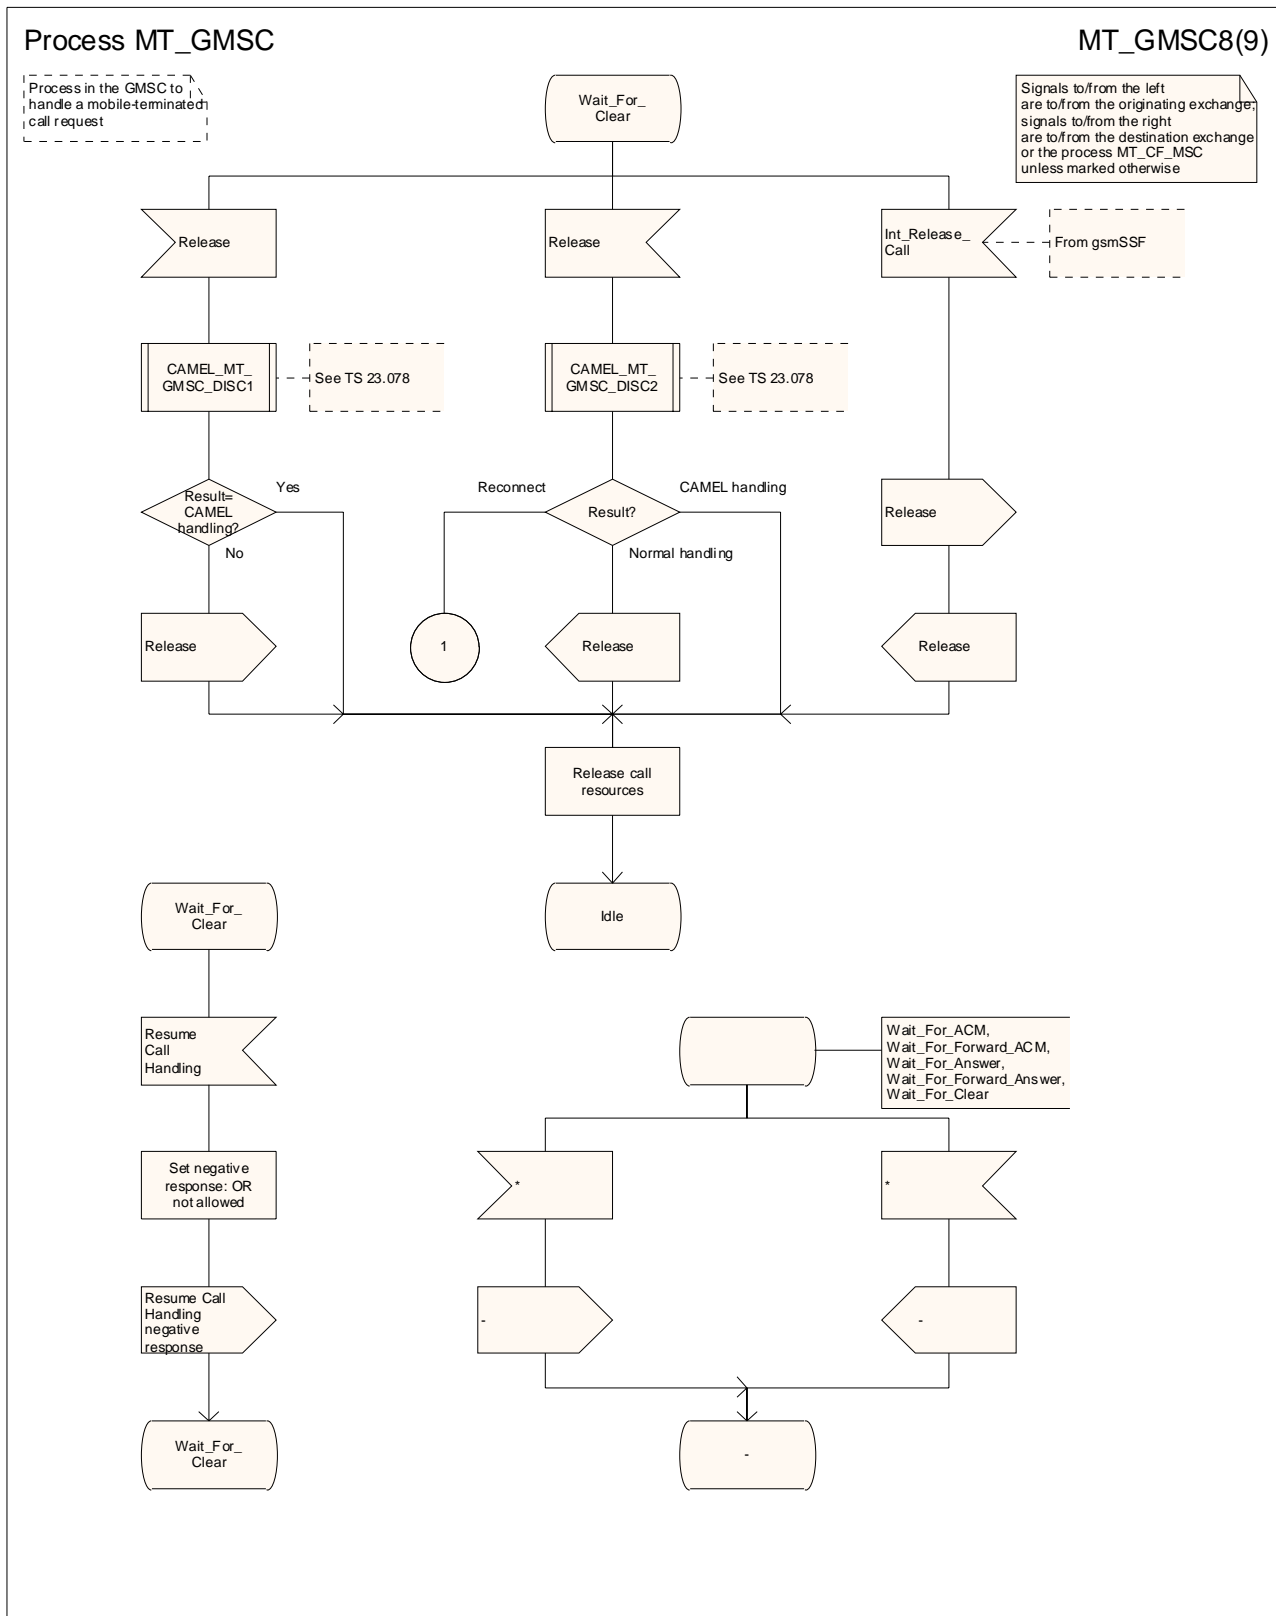 Process MT_GMSC
MT_GMSC8(9)
Process in the GMSC to
handle a mobile-terminated
call request
Wait_For_
Clear
Signals to/from the left
are to/from the originating exchange;
signals to/from the right
are to/from the destination exchange
or the process MT_CF_MSC
unless marked otherwise
Release
Release
Int_Release_
Call
From gsmSSF
CAMEL_MT_
GMSC_DISC1
See TS 23.078
CAMEL_MT_
GMSC_DISC2
See TS 23.078
Result=
CAMEL
handling?
Yes
No
Reconnect
Result?
CAMEL handling
Normal handling
Release
Release
1
Release
Release
Release call
resources
Idle
Wait_For_
Clear
Resume
Call
Handling
Set negative
response: OR
not allowed
Resume Call
Handling
negative
response
Wait_For_
Clear
Wait_For_ACM,
Wait_For_Forward_ACM,
Wait_For_Answer,
Wait_For_Forward_Answer,
Wait_For_Clear
*
*
-
-
-